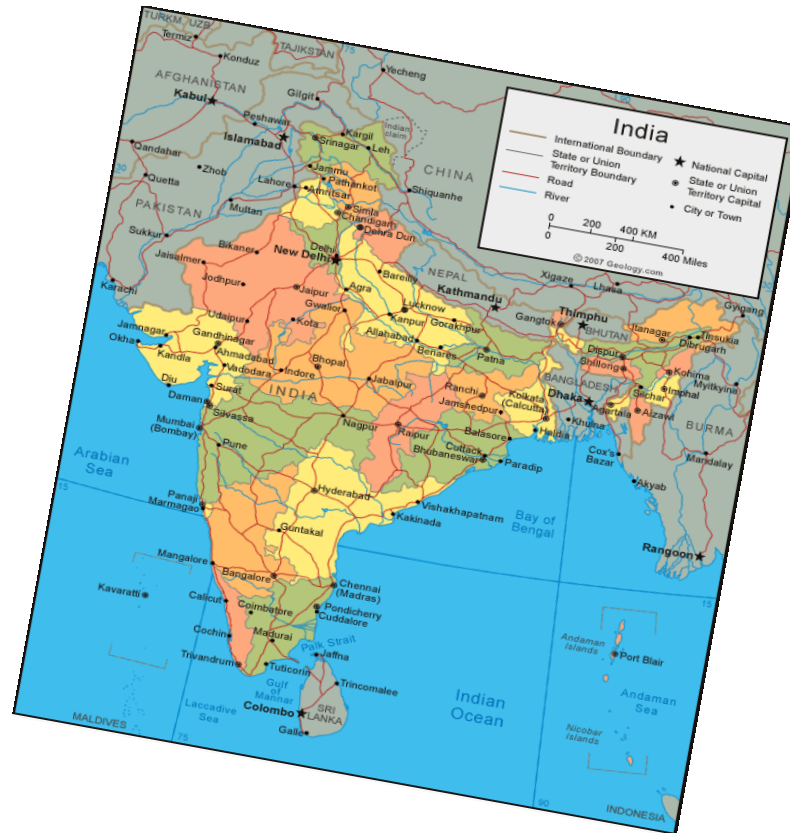 TURKM.
UZB
Termiz
TAJIKISTAN
75
Konduz
Yecheng
90
AFGHANISTAN
Kabul
Gilgit
Peshawar
Islamabad
Indian
claim
Kargil
Srinagar
Leh
CHINA
Qandahar
30
Zhob
Quetta
Jammu
Pathankot
Lahore
Amritsar
Shiquanhe
PAKISTAN
Multan
Simla
Chandigarh
Dehra Dun
Sukkur
Bikaner
Delhi
New Delhi
Jaisalmer
Jodhpur
Jaipur
Bareilly
NEPAL
Agra
Karachi
Gwalior
Lucknow
Kathmandu
Xigaze
Lhasa
Gyigang
Udaipur
Kota
Kanpur
Gorakhpur
Gangtok
Thimphu
BHUTAN
Itanagar
Tinsukia
Dibrugarh
Jamnagar
Okha
Gandhinagar
Allahabad
Benares
Patna
Dispur
Shillong
Kohima
Imphal
Myitkyina
Kandla
Ahmadabad
Vadodara
Bhopal
Indore
Jabalpur
Ranchi
BANGLADESH
Silchar
Diu
Surat
INDIA
Jamshedpur
Kolkata
(Calcutta)
Dhaka
Agartala
Aizawl
Daman
Silvassa
Nagpur
Raipur
Balasore
Haldia
Khulna
BURMA
Mumbai
(Bombay)
Pune
Cuttack
Bhubaneswar
Paradip
Cox's
Bazar
Mandalay
Arabian
Sea
Akyab
15
Hyderabad
Vishakhapatnam
Kakinada
Bay of
Bengal
Panaji
Marmagao
Guntakal
Rangoon
Mangalore
Bangalore
Chennai
(Madras)
15
Kavaratti
Calicut
Coimbatore
Pondicherry
Cuddalore
Andaman
Islands
Port Blair
Cochin
Madurai
Palk Strait
Jaffna
Trivandrum
Tuticorin
Gulf
of
Mannar
Trincomalee
Andaman
Sea
Laccadive
Sea
Colombo
SRI
LANKA
Indian
Ocean
Nicobar
Islands
MALDIVES
Galle
75
90
INDONESIA
India
International Boundary
State or Union
Territory Boundary
Road
River
National Capital
State or Union
Territory Capital
City or Town
0 200 400 KM
0 200 400 Miles
© 2007 Geology.com